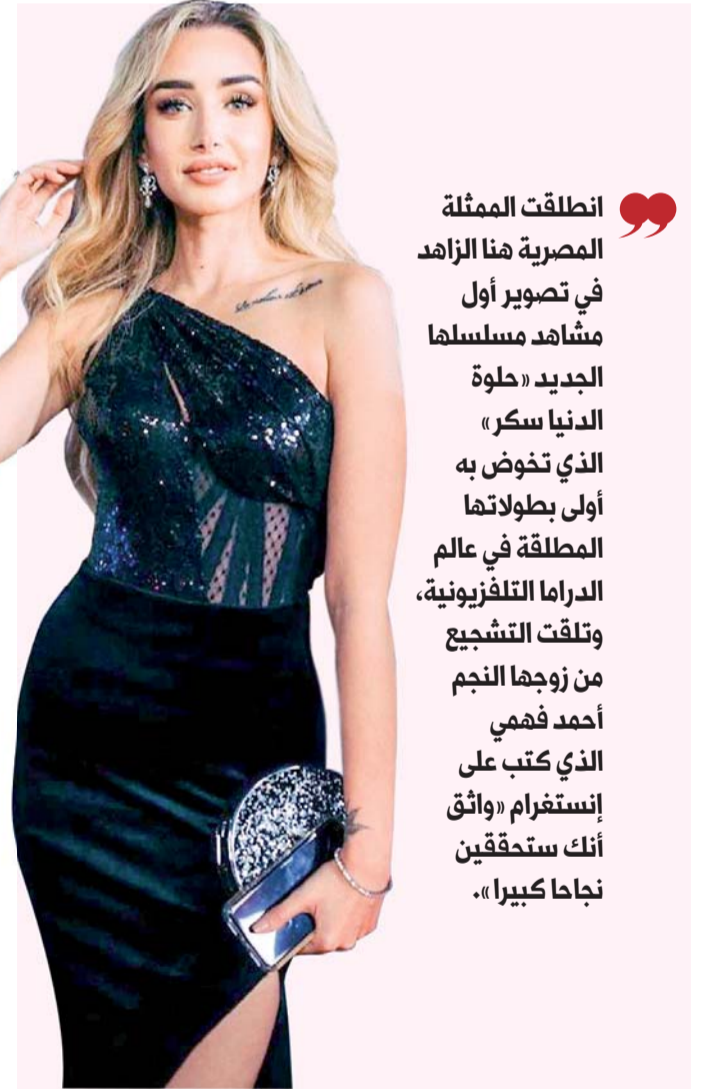 انطلقت الممثلة
المصرية هنا الزاهد
في تصوير أول
مشاهد مسلسلها
الجديد «حلوة
الدنيا سكر»
الذي تخوض به
أولى بطولاتها
المطلقة في عالم
الدراما التلفزيونية،
وتلقت التشجيع
من زوجها النجم
أحمد فهمي
الذي كتب على
إنستغرام «واثق
أنك ستحققين
نجاحا كبيرا».